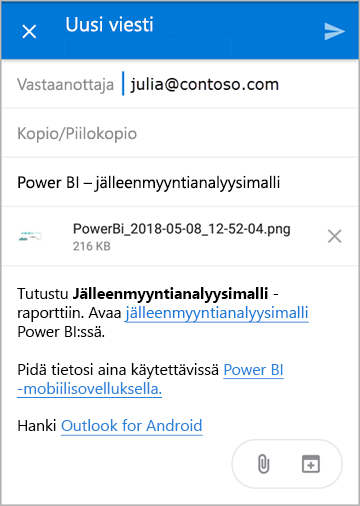 Uusi viesti
Vastaanottaja julia@contoso.com
Kopio/Piilokopio
Power BI – jälleenmyyntianalyysimalli
PowerBi_2018-05-08_12-52-04.png
216 KB
Tutustu Jälleenmyyntianalyysimalli -
raporttiin. Avaa jälleenmyyntianalyysimalli
Power BI:ssä.
Pidä tietosi aina käytettävissä Power BI
-mobiilisovelluksella.
Hanki Outlook for Android